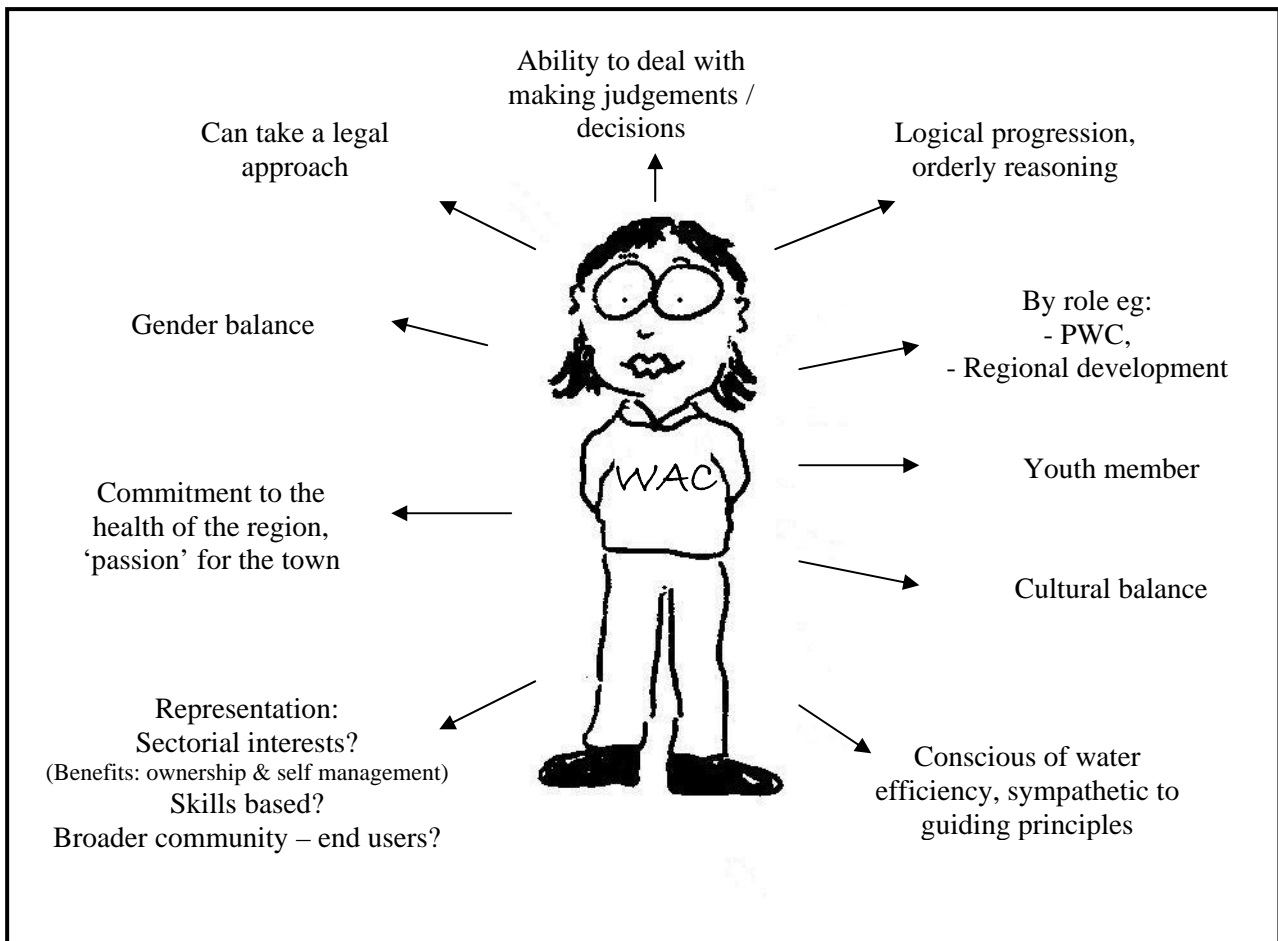 Ability to deal with
making judgements /
decisions
Can take a legal
approach
Logical progression,
orderly reasoning
Gender balance
By role eg:
- PWC,
- Regional development
WAC
Youth member
Commitment to the
health of the region,
‘passion’ for the town
Cultural balance
Representation:
Sectorial interests?
(Benefits: ownership & self management)
Skills based?
Broader community – end users?
Conscious of water
efficiency, sympathetic to
guiding principles